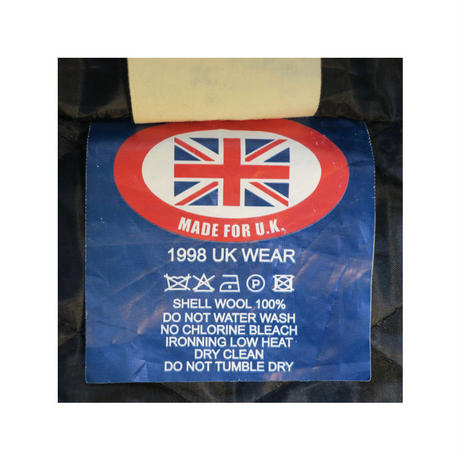 MADE FOR U.K.
1998 UK WEAR
P
SHELL WOOL 100%
DO NOT WATER WASH
NO CHLORINE BLEACH
IRONNING LOW HEAT
DRY CLEAN
DO NOT TUMBLE DRY